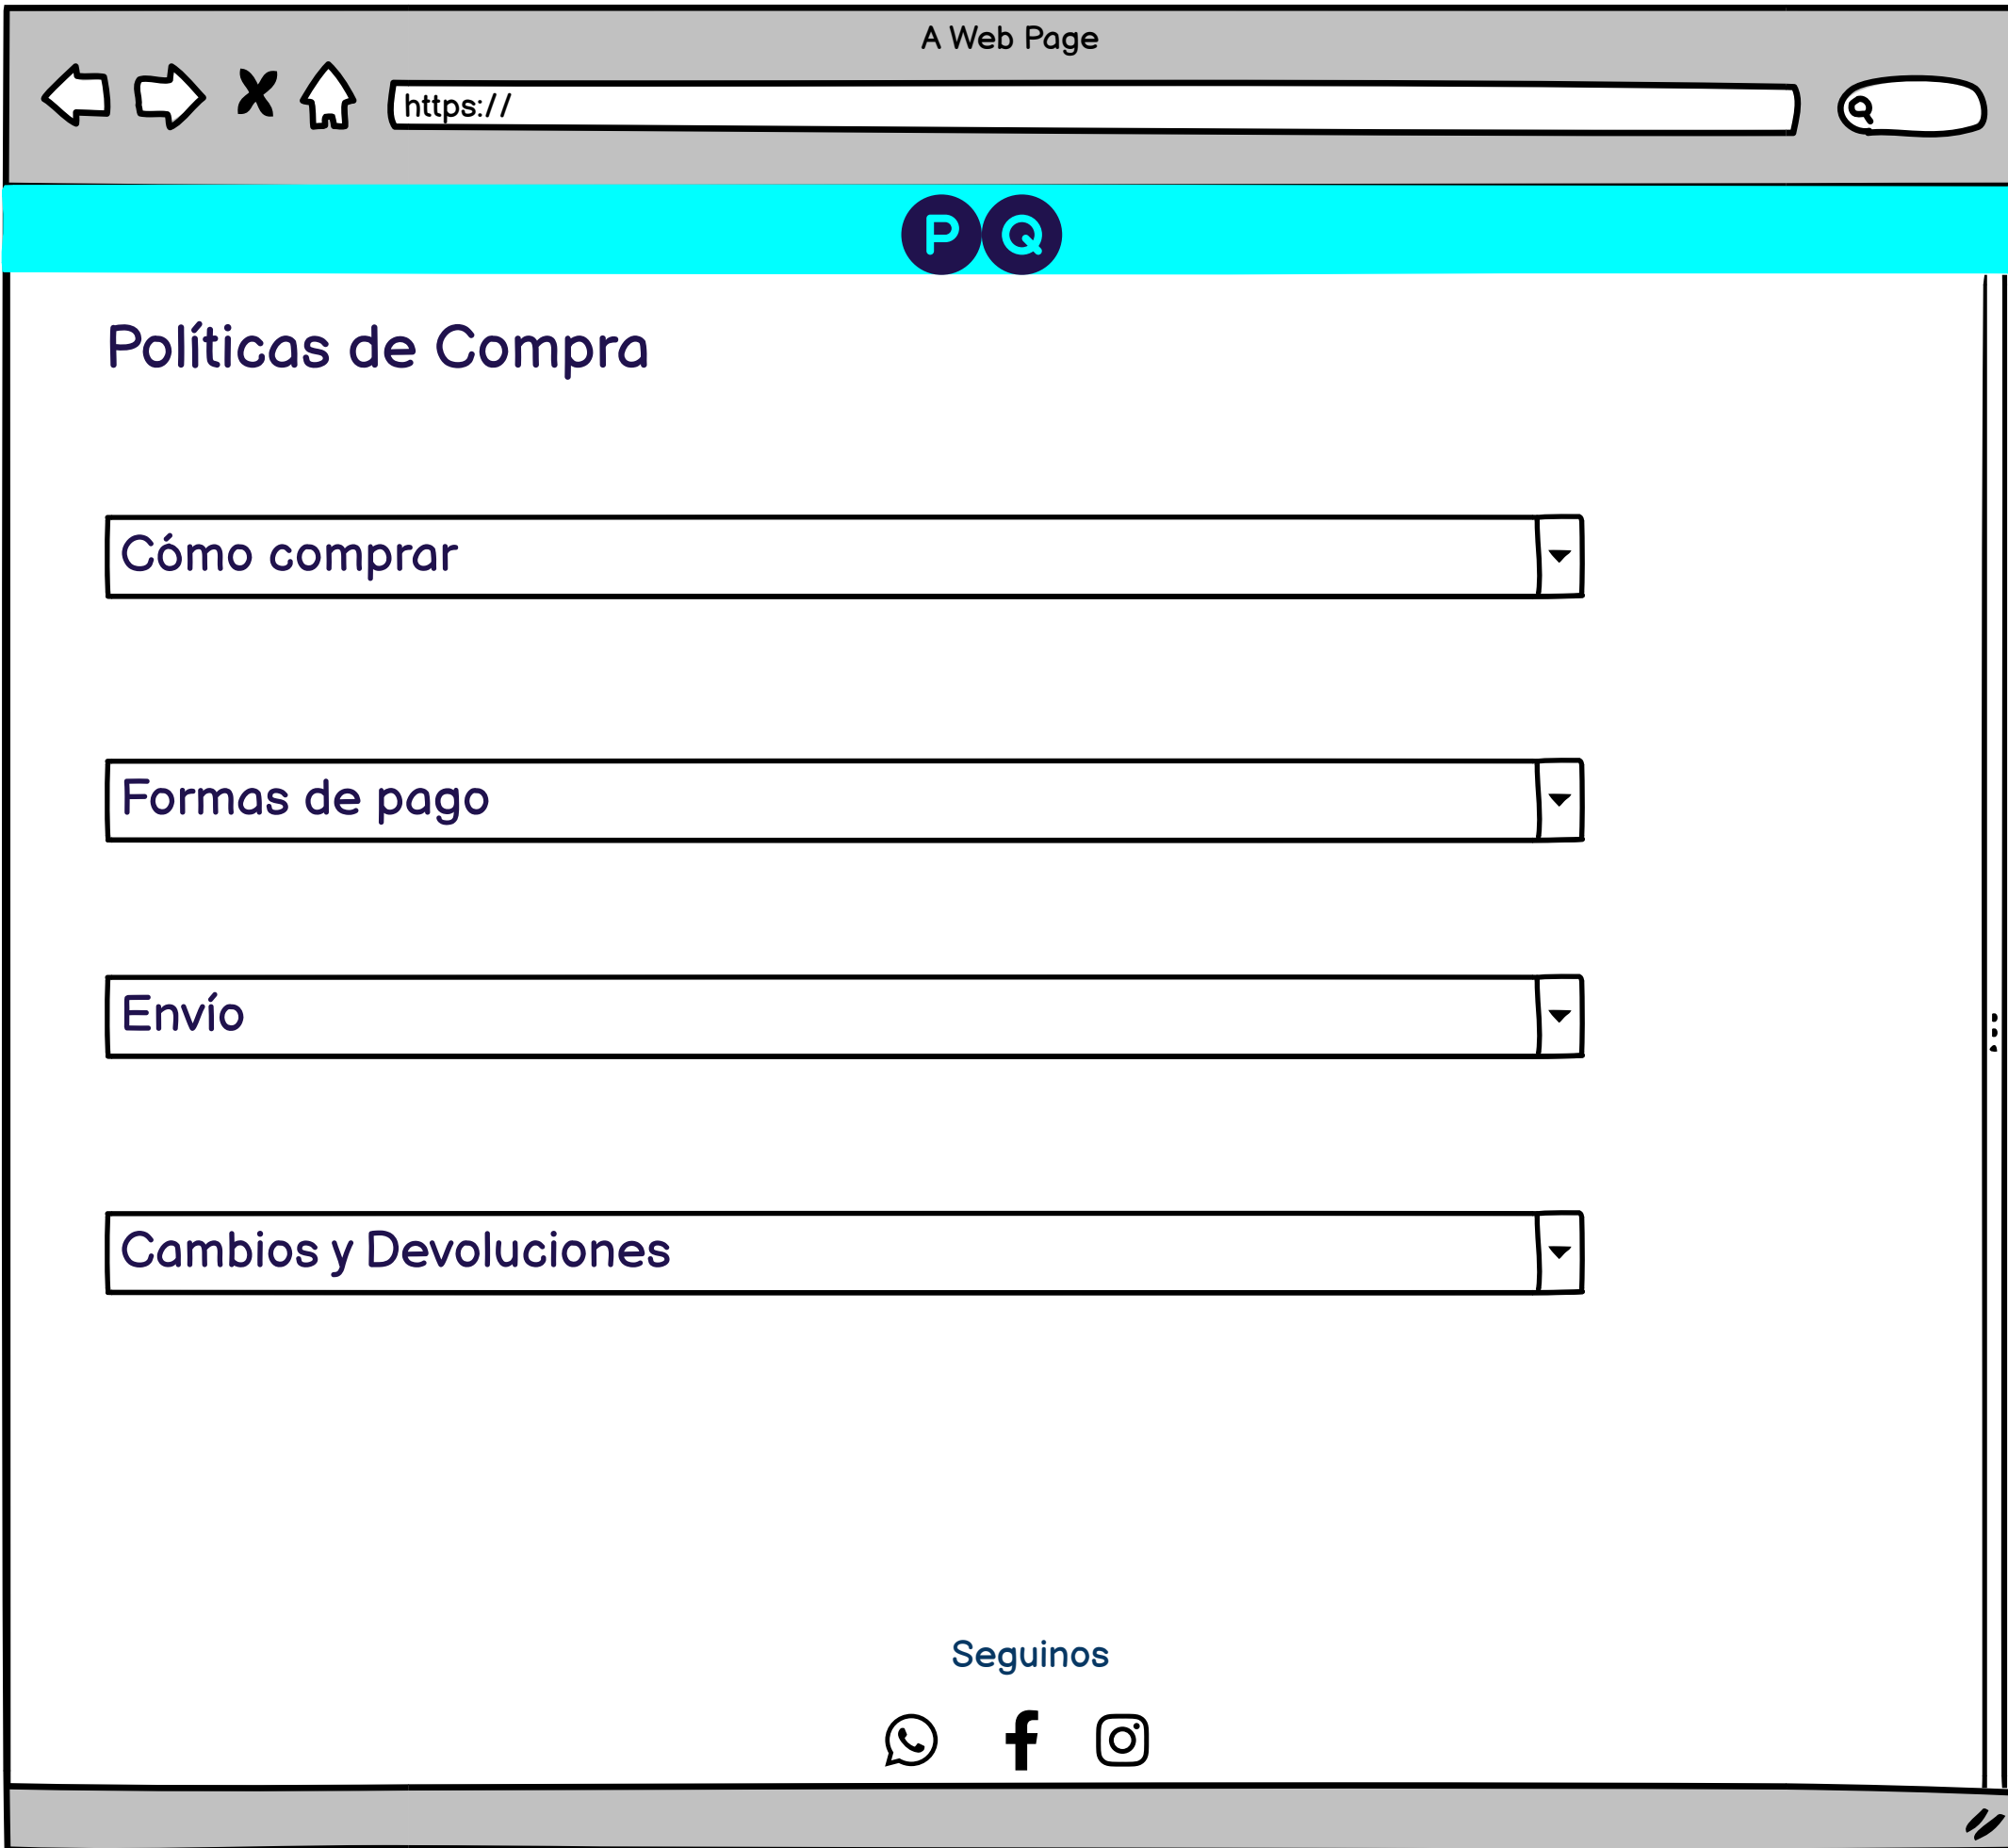 A Web Page
https://
PQ
Políticas de Compra
Cómo comprar
Formas de pago
Envío
Cambios y Devoluciones
Seguinos